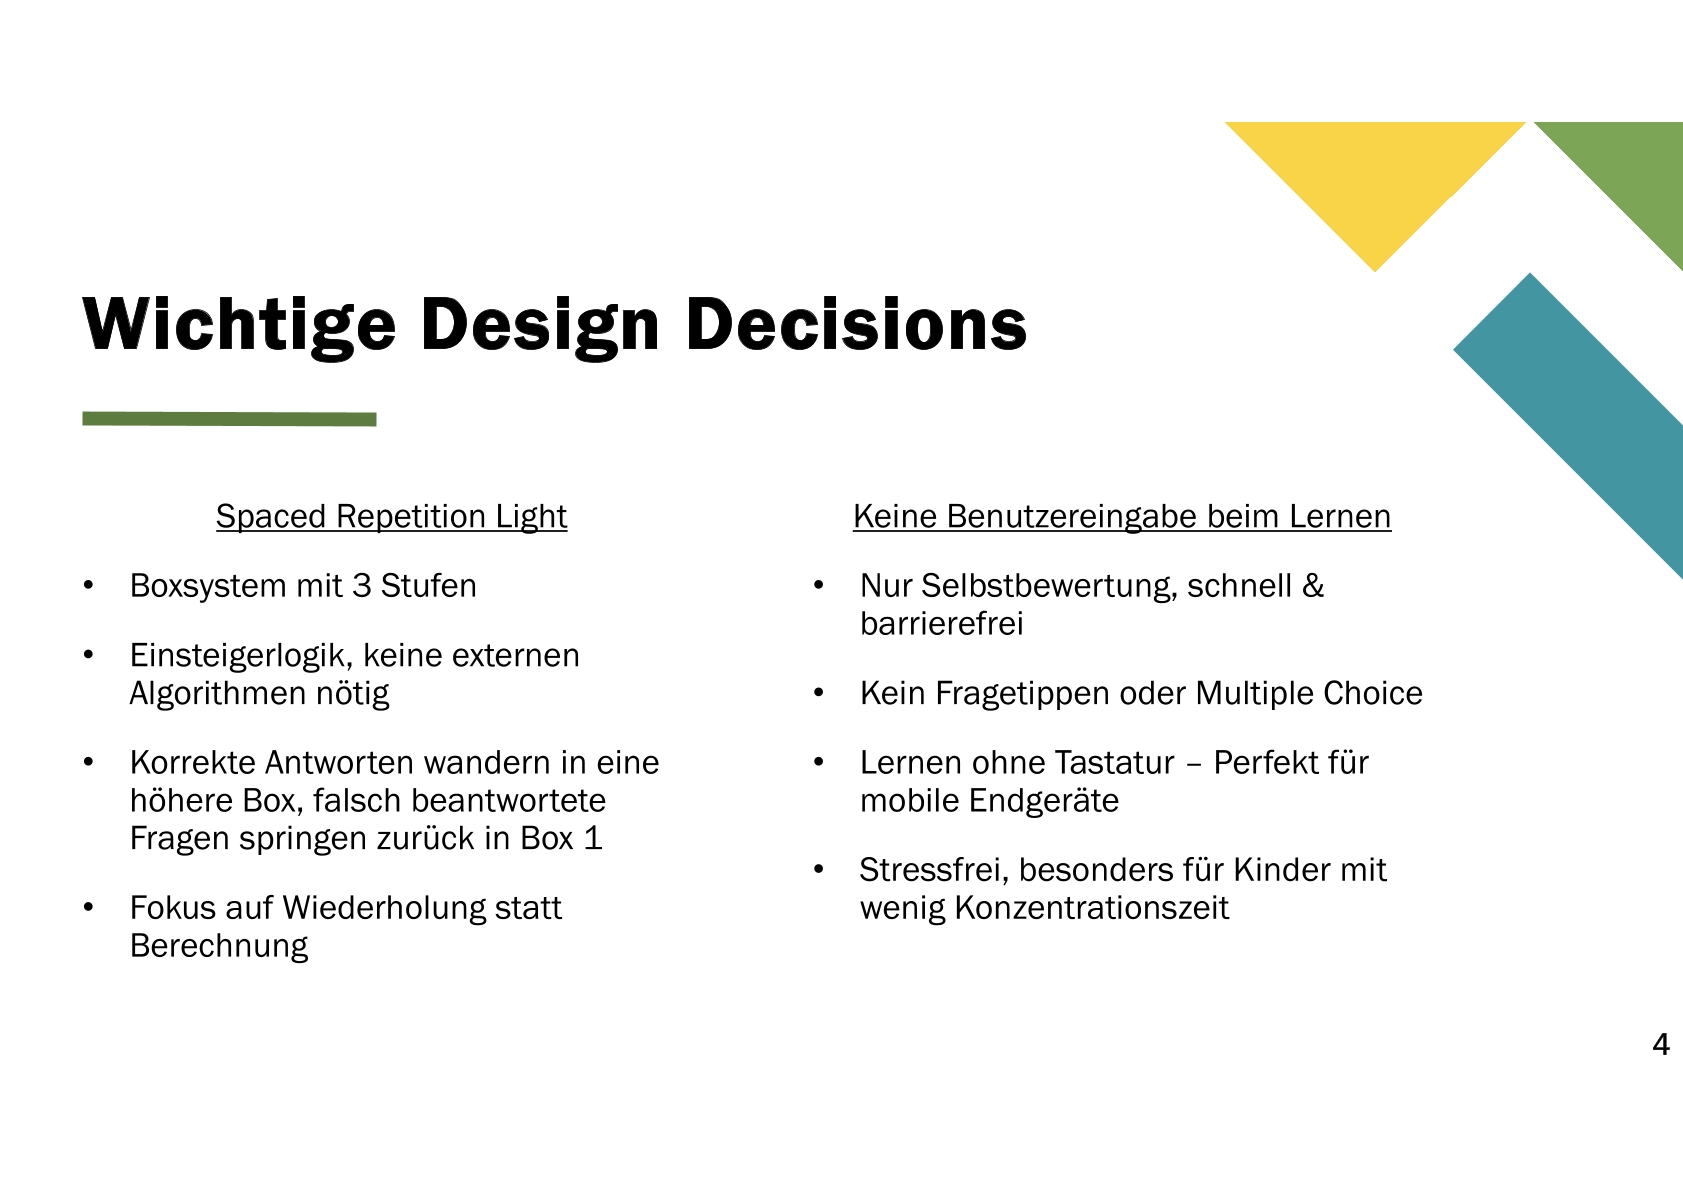 Wichtige Design Decisions
Spaced Repetition Light
• Boxsystem mit 3 Stufen
• Einsteigerlogik, keine externen
Algorithmen nötig
• Korrekte Antworten wandern in eine
höhere Box, falsch beantwortete
Fragen springen zurück in Box 1
• Fokus auf Wiederholung statt
Berechnung
Keine Benutzereingabe beim Lernen
• Nur Selbstbewertung, schnell &
barrierefrei
• Kein Fragetippen oder Multiple Choice
• Lernen ohne Tastatur – Perfekt für
mobile Endgeräte
• Stressfrei, besonders für Kinder mit
wenig Konzentrationszeit
4